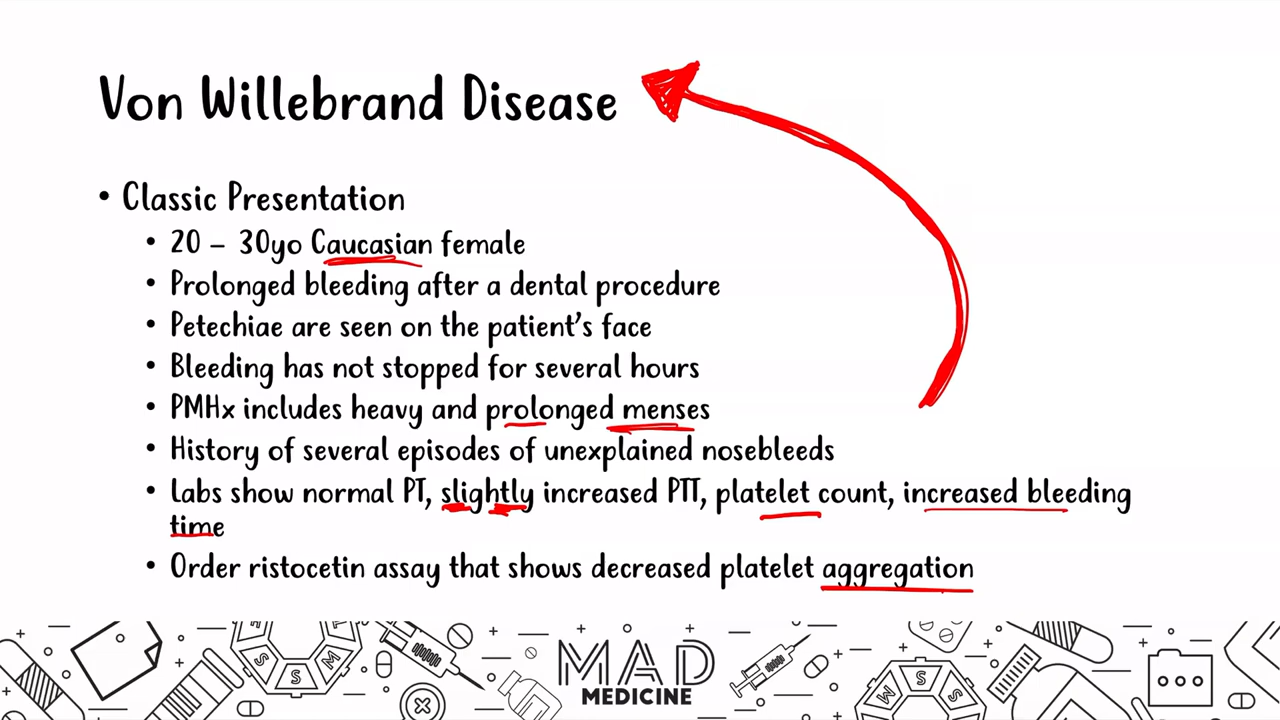 Von Willebrand Disease
• Classic Presentation
• 20 – 30yo Caucasian female
• Prolonged bleeding after a dental procedure
• Petechiae are seen on the patient's face
• Bleeding has not stopped for several hours
• PMHx includes heavy and prolonged menses
• History of several episodes of unexplained nosebleeds
• Labs show normal PT, slightly increased PTT, platelet count, increased bleeding
time
• Order ristocetin assay that shows decreased platelet aggregation
MAD
MEDICINE
S
S
M
M
S
S